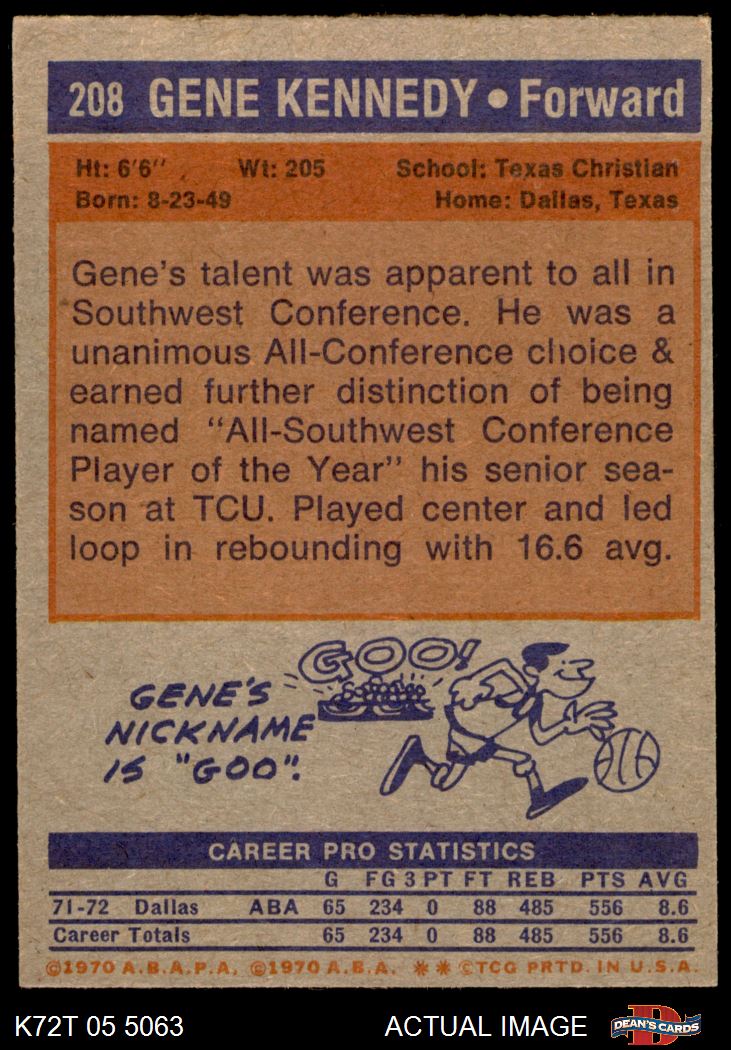 208 GENE KENNEDY • Forward
Ht: 6'6" Wt: 205 School: Texas Christian
Born: 8-23-49 Home: Dallas, Texas
Gene's talent was apparent to all in
Southwest Conference. He was a
unanimous All-Conference choice &
earned further distinction of being
named "All-Southwest Conference
Player of the Year" his senior sea-
son at TCU. Played center and led
loop in rebounding with 16.6 avg.
GOO!
GENE'S
NICKNAME
IS "GOO".
CAREER PRO STATISTICS
G FG 3PT FT REB PTS AVG
71-72 Dallas ABA 65 234 0 88 485 556 8.6
Career Totals 65 234 0 88 485 556 8.6
©1970 A.B.A.P.A. ©1970 A.B.A. ** ©TCG PRTD. IN U.S.A.
K72T 05 5063 ACTUAL IMAGE DEAN'S CARDS